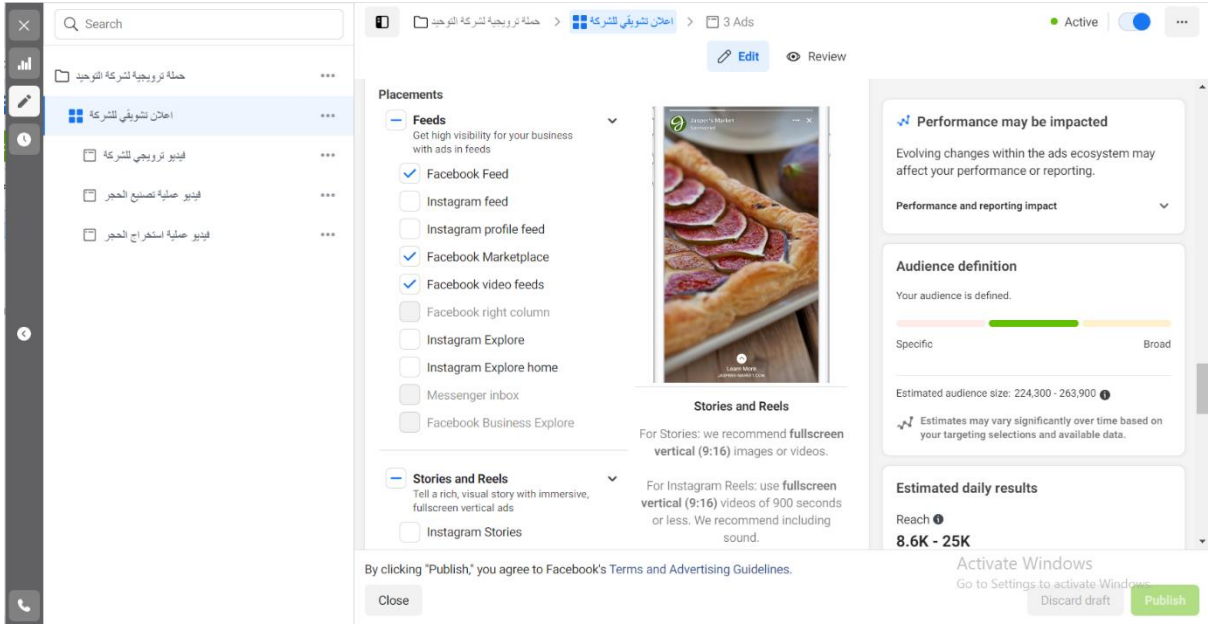 Search
حملة ترويجية لشركة التوحيد
اعلان تشويقي للشركة
فيديو ترويجي للشركة
فيديو عملية تصنيع الحجر
فيديو عملية استخراج الحجر
حملة ترويجية لشركة التوحيد > اعلان تشويقي للشركة > 3 Ads
Active
Edit
Review
Placements
Feeds
Get high visibility for your business
with ads in feeds
Facebook Feed
Instagram feed
Instagram profile feed
Facebook Marketplace
Facebook video feeds
Facebook right column
Instagram Explore
Instagram Explore home
Messenger inbox
Facebook Business Explore
Stories and Reels
Tell a rich, visual story with immersive,
fullscreen vertical ads
Instagram Stories
Jasper's Market
Sponsored
Learn More
JASPERS-MARKET.COM
Stories and Reels
For Stories: we recommend fullscreen
vertical (9:16) images or videos.
For Instagram Reels: use fullscreen
vertical (9:16) videos of 900 seconds
or less. We recommend including
sound.
Performance may be impacted
Evolving changes within the ads ecosystem may
affect your performance or reporting.
Performance and reporting impact
Audience definition
Your audience is defined.
Specific
Broad
Estimated audience size: 224,300 - 263,900
Estimates may vary significantly over time based on
your targeting selections and available data.
Estimated daily results
Reach
8.6K - 25K
By clicking "Publish," you agree to Facebook's Terms and Advertising Guidelines.
Close
Activate Windows
Go to Settings to activate Windows.
Discard draft
Publish